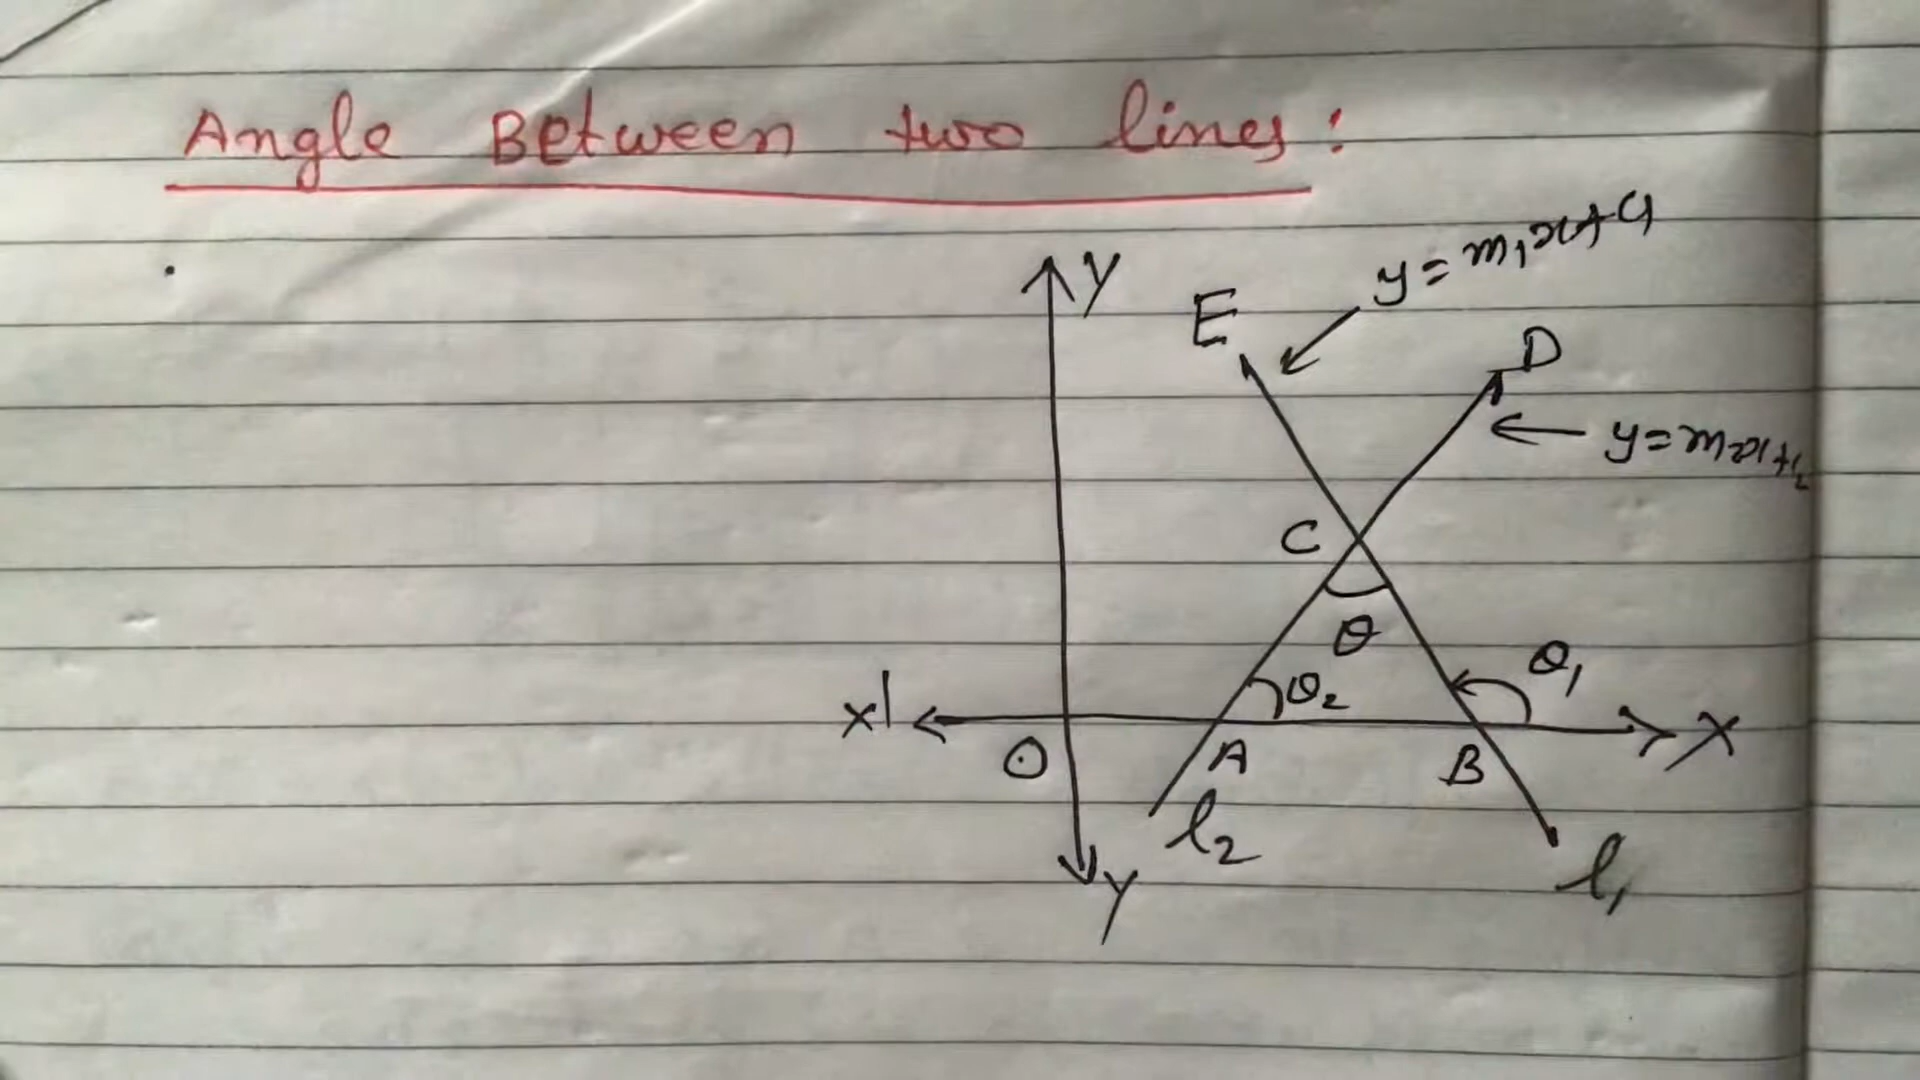 Angle Between two lines:
y
E
y = m1x+c1
D
y=m2x+c2
C
θ
θ1
θ2
x|
X
O
A
B
l2
l1
y